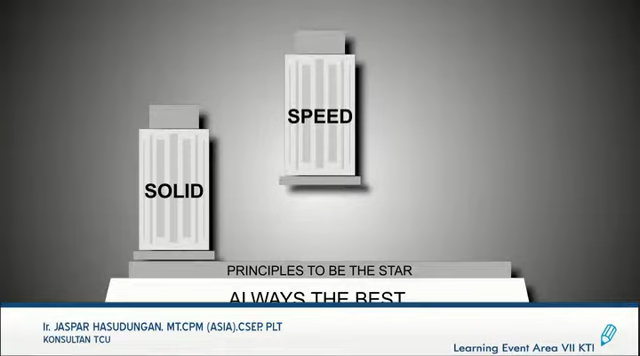 SPEED
SOLID
PRINCIPLES TO BE THE STAR
ALWAYS THE BEST
Ir. JASPAR HASUDUNGAN. MT.CPM (ASIA).CSEP. PLT
KONSULTAN TCU
Learning Event Area VII KTI